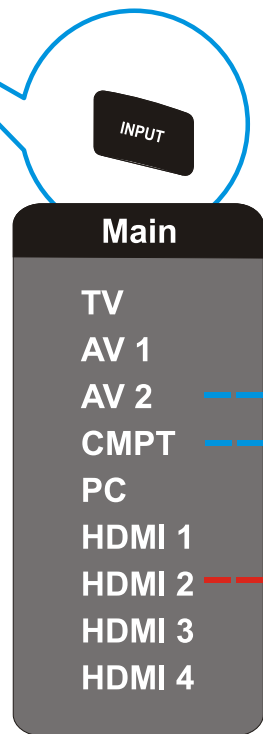 INPUT
Main
TV
AV 1
AV 2
CMPT
PC
HDMI 1
HDMI 2
HDMI 3
HDMI 4